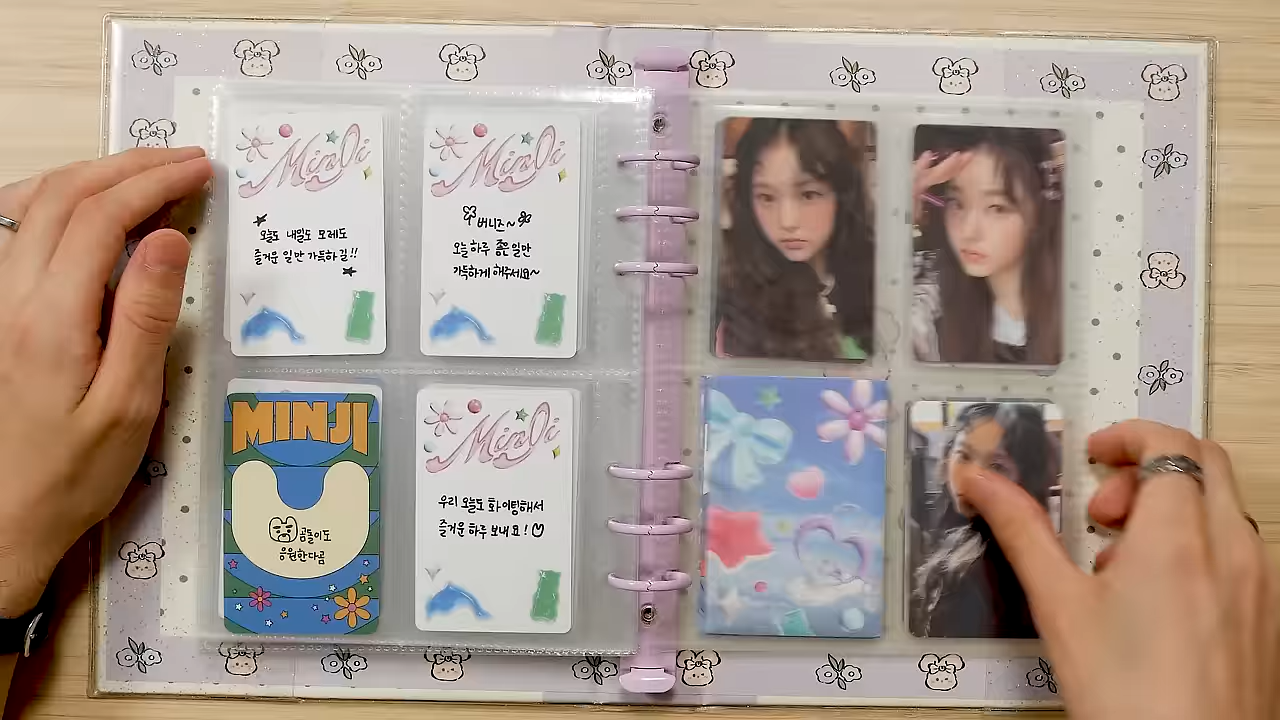 MinJi
오늘도 내일도 모레도
즐거운 일만 가득하길!!
MinJi
버니즈~
오늘 하루 좋은 일만
가득하게 해주세요~
MINJI
곰돌이도
응원한다곰
MinJi
우리 오늘도 화이팅해서
즐거운 하루 보내요!